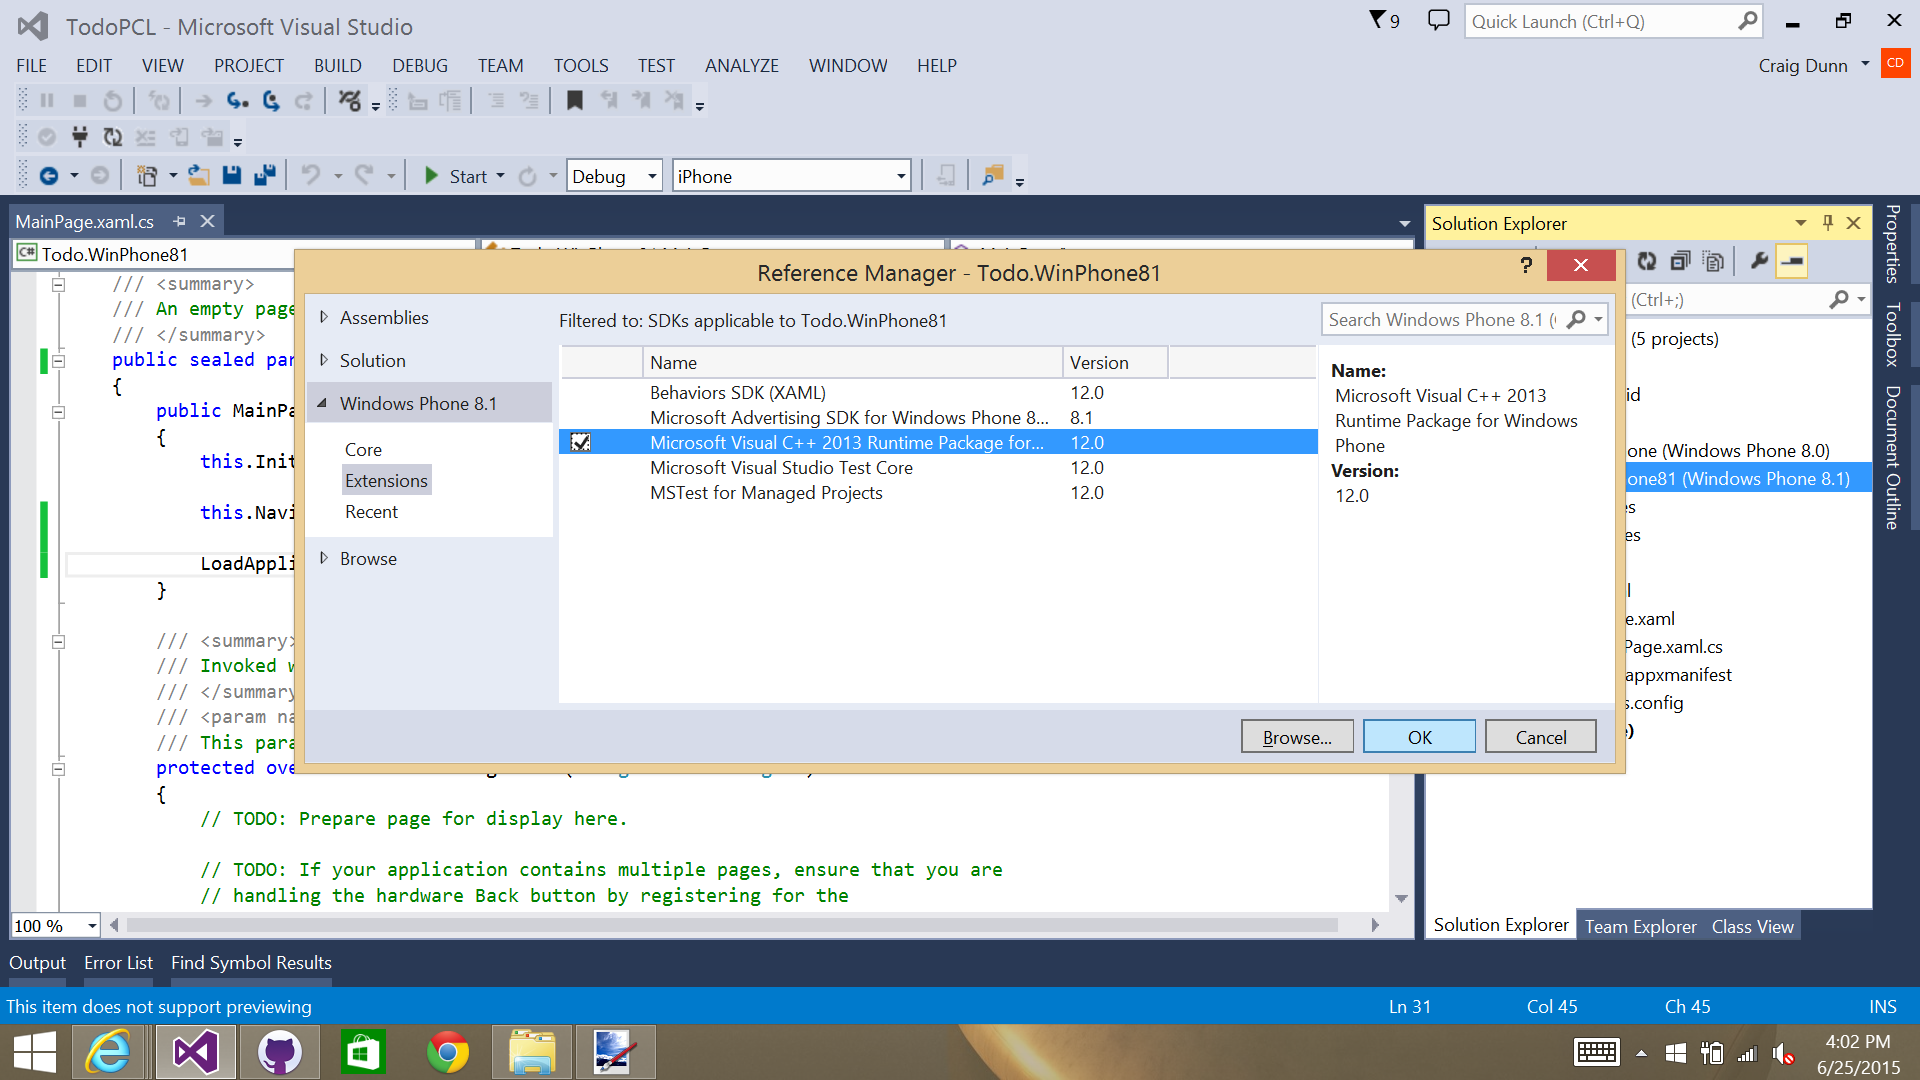 TodoPCL - Microsoft Visual Studio
9
Quick Launch (Ctrl+Q)
FILE EDIT VIEW PROJECT BUILD DEBUG TEAM TOOLS TEST ANALYZE WINDOW HELP
Craig Dunn
CD
Start
Debug
iPhone
MainPage.xaml.cs
C#
Todo.WinPhone81
Solution Explorer
Properties
Toolbox
Document Outline
Reference Manager - Todo.WinPhone81
?
Assemblies
Solution
Windows Phone 8.1
Core
Extensions
Recent
Browse
Filtered to: SDKs applicable to Todo.WinPhone81
Search Windows Phone 8.1 (
Name Version
Behaviors SDK (XAML) 12.0
Microsoft Advertising SDK for Windows Phone 8... 8.1
Microsoft Visual C++ 2013 Runtime Package for... 12.0
Microsoft Visual Studio Test Core 12.0
MSTest for Managed Projects 12.0
Name:
Microsoft Visual C++ 2013
Runtime Package for Windows
Phone
Version:
12.0
Browse...
OK
Cancel
/// <summary>
/// An empty page
/// </summary>
public sealed par
{
public MainPa
{
this.Init
this.Navi
LoadAppli
}
/// <summary>
/// Invoked w
/// </summary
/// <param na
/// This para
protected ove
{
// TODO: Prepare page for display here.
// TODO: If your application contains multiple pages, ensure that you are
// handling the hardware Back button by registering for the
100 %
(Ctrl+;)
(5 projects)
id
one (Windows Phone 8.0)
one81 (Windows Phone 8.1)
es
es
l
e.xaml
Page.xaml.cs
appxmanifest
s.config
)
Solution Explorer Team Explorer Class View
Output Error List Find Symbol Results
This item does not support previewing
Ln 31 Col 45 Ch 45 INS
4:02 PM
6/25/2015